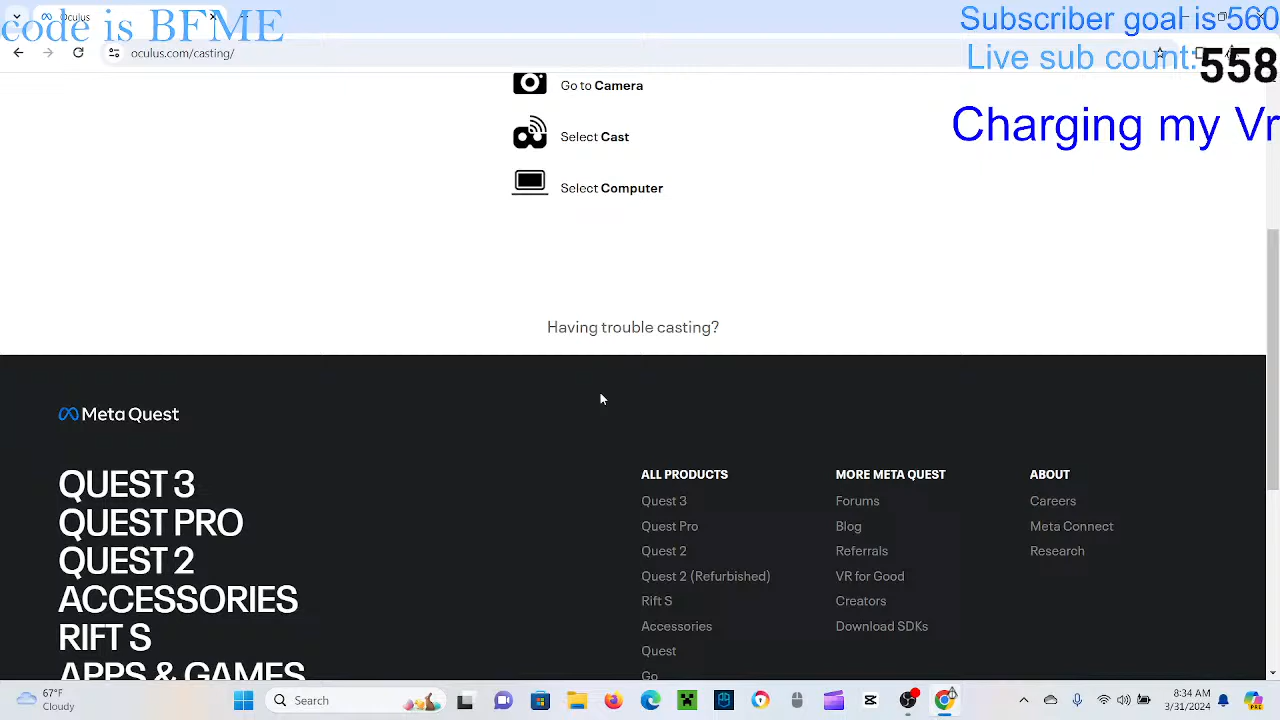 code is BFME
Oculus
Subscriber goal is 560
Live sub count: 558
oculus.com/casting/
Charging my Vr
Go to Camera
Select Cast
Select Computer
Having trouble casting?
Meta Quest
QUEST 3
QUEST PRO
QUEST 2
ACCESSORIES
RIFT S
APPS & GAMES
ALL PRODUCTS
Quest 3
Quest Pro
Quest 2
Quest 2 (Refurbished)
Rift S
Accessories
Quest
Go
MORE META QUEST
Forums
Blog
Referrals
VR for Good
Creators
Download SDKs
ABOUT
Careers
Meta Connect
Research
67°F
Cloudy
Search
8:34 AM
3/31/2024
PRE